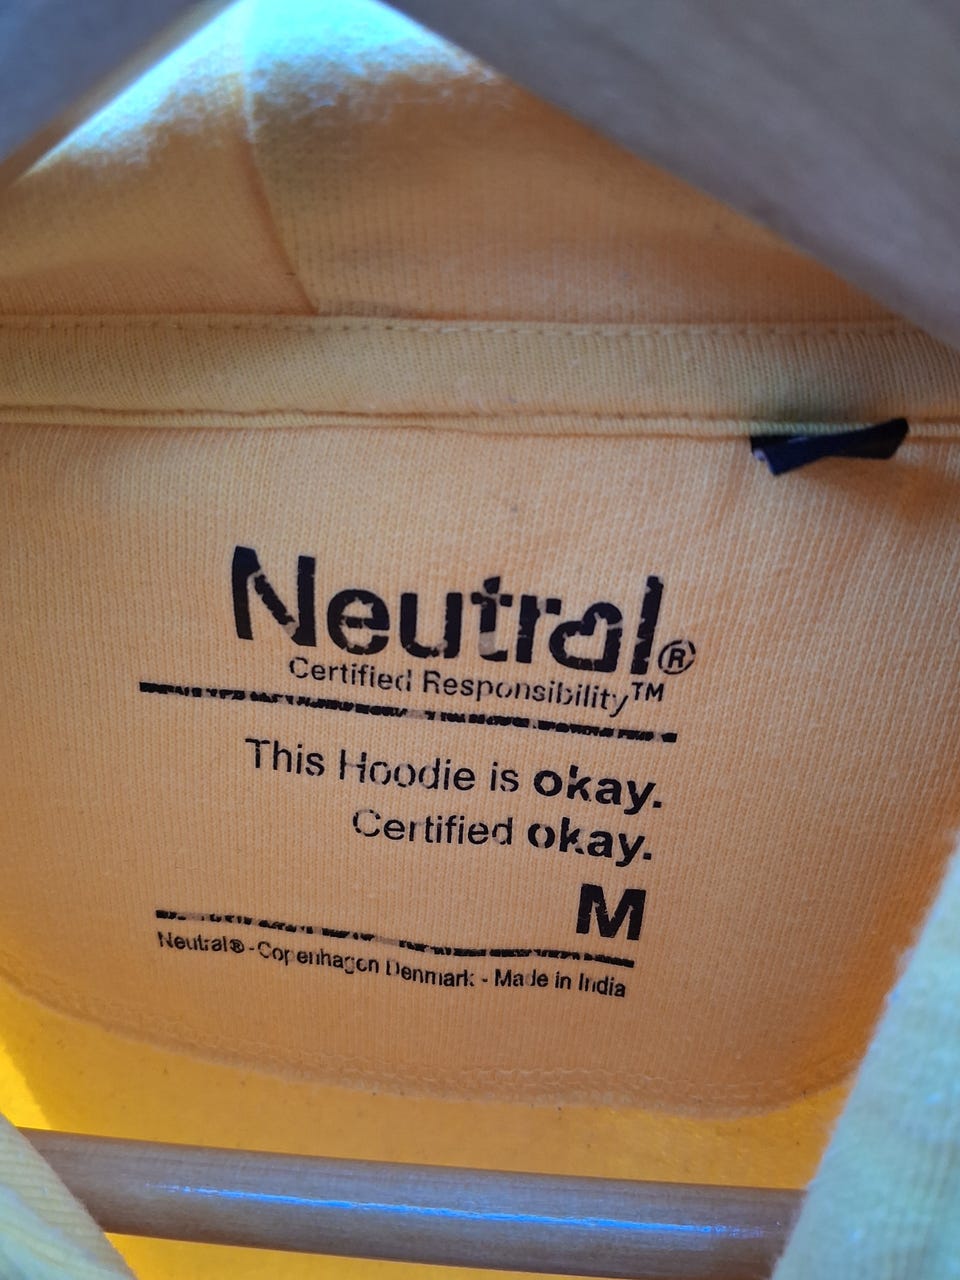 Neutral®
Certified Responsibility™
This Hoodie is okay.
Certified okay.
M
Neutral® - Copenhagen Denmark - Made in India